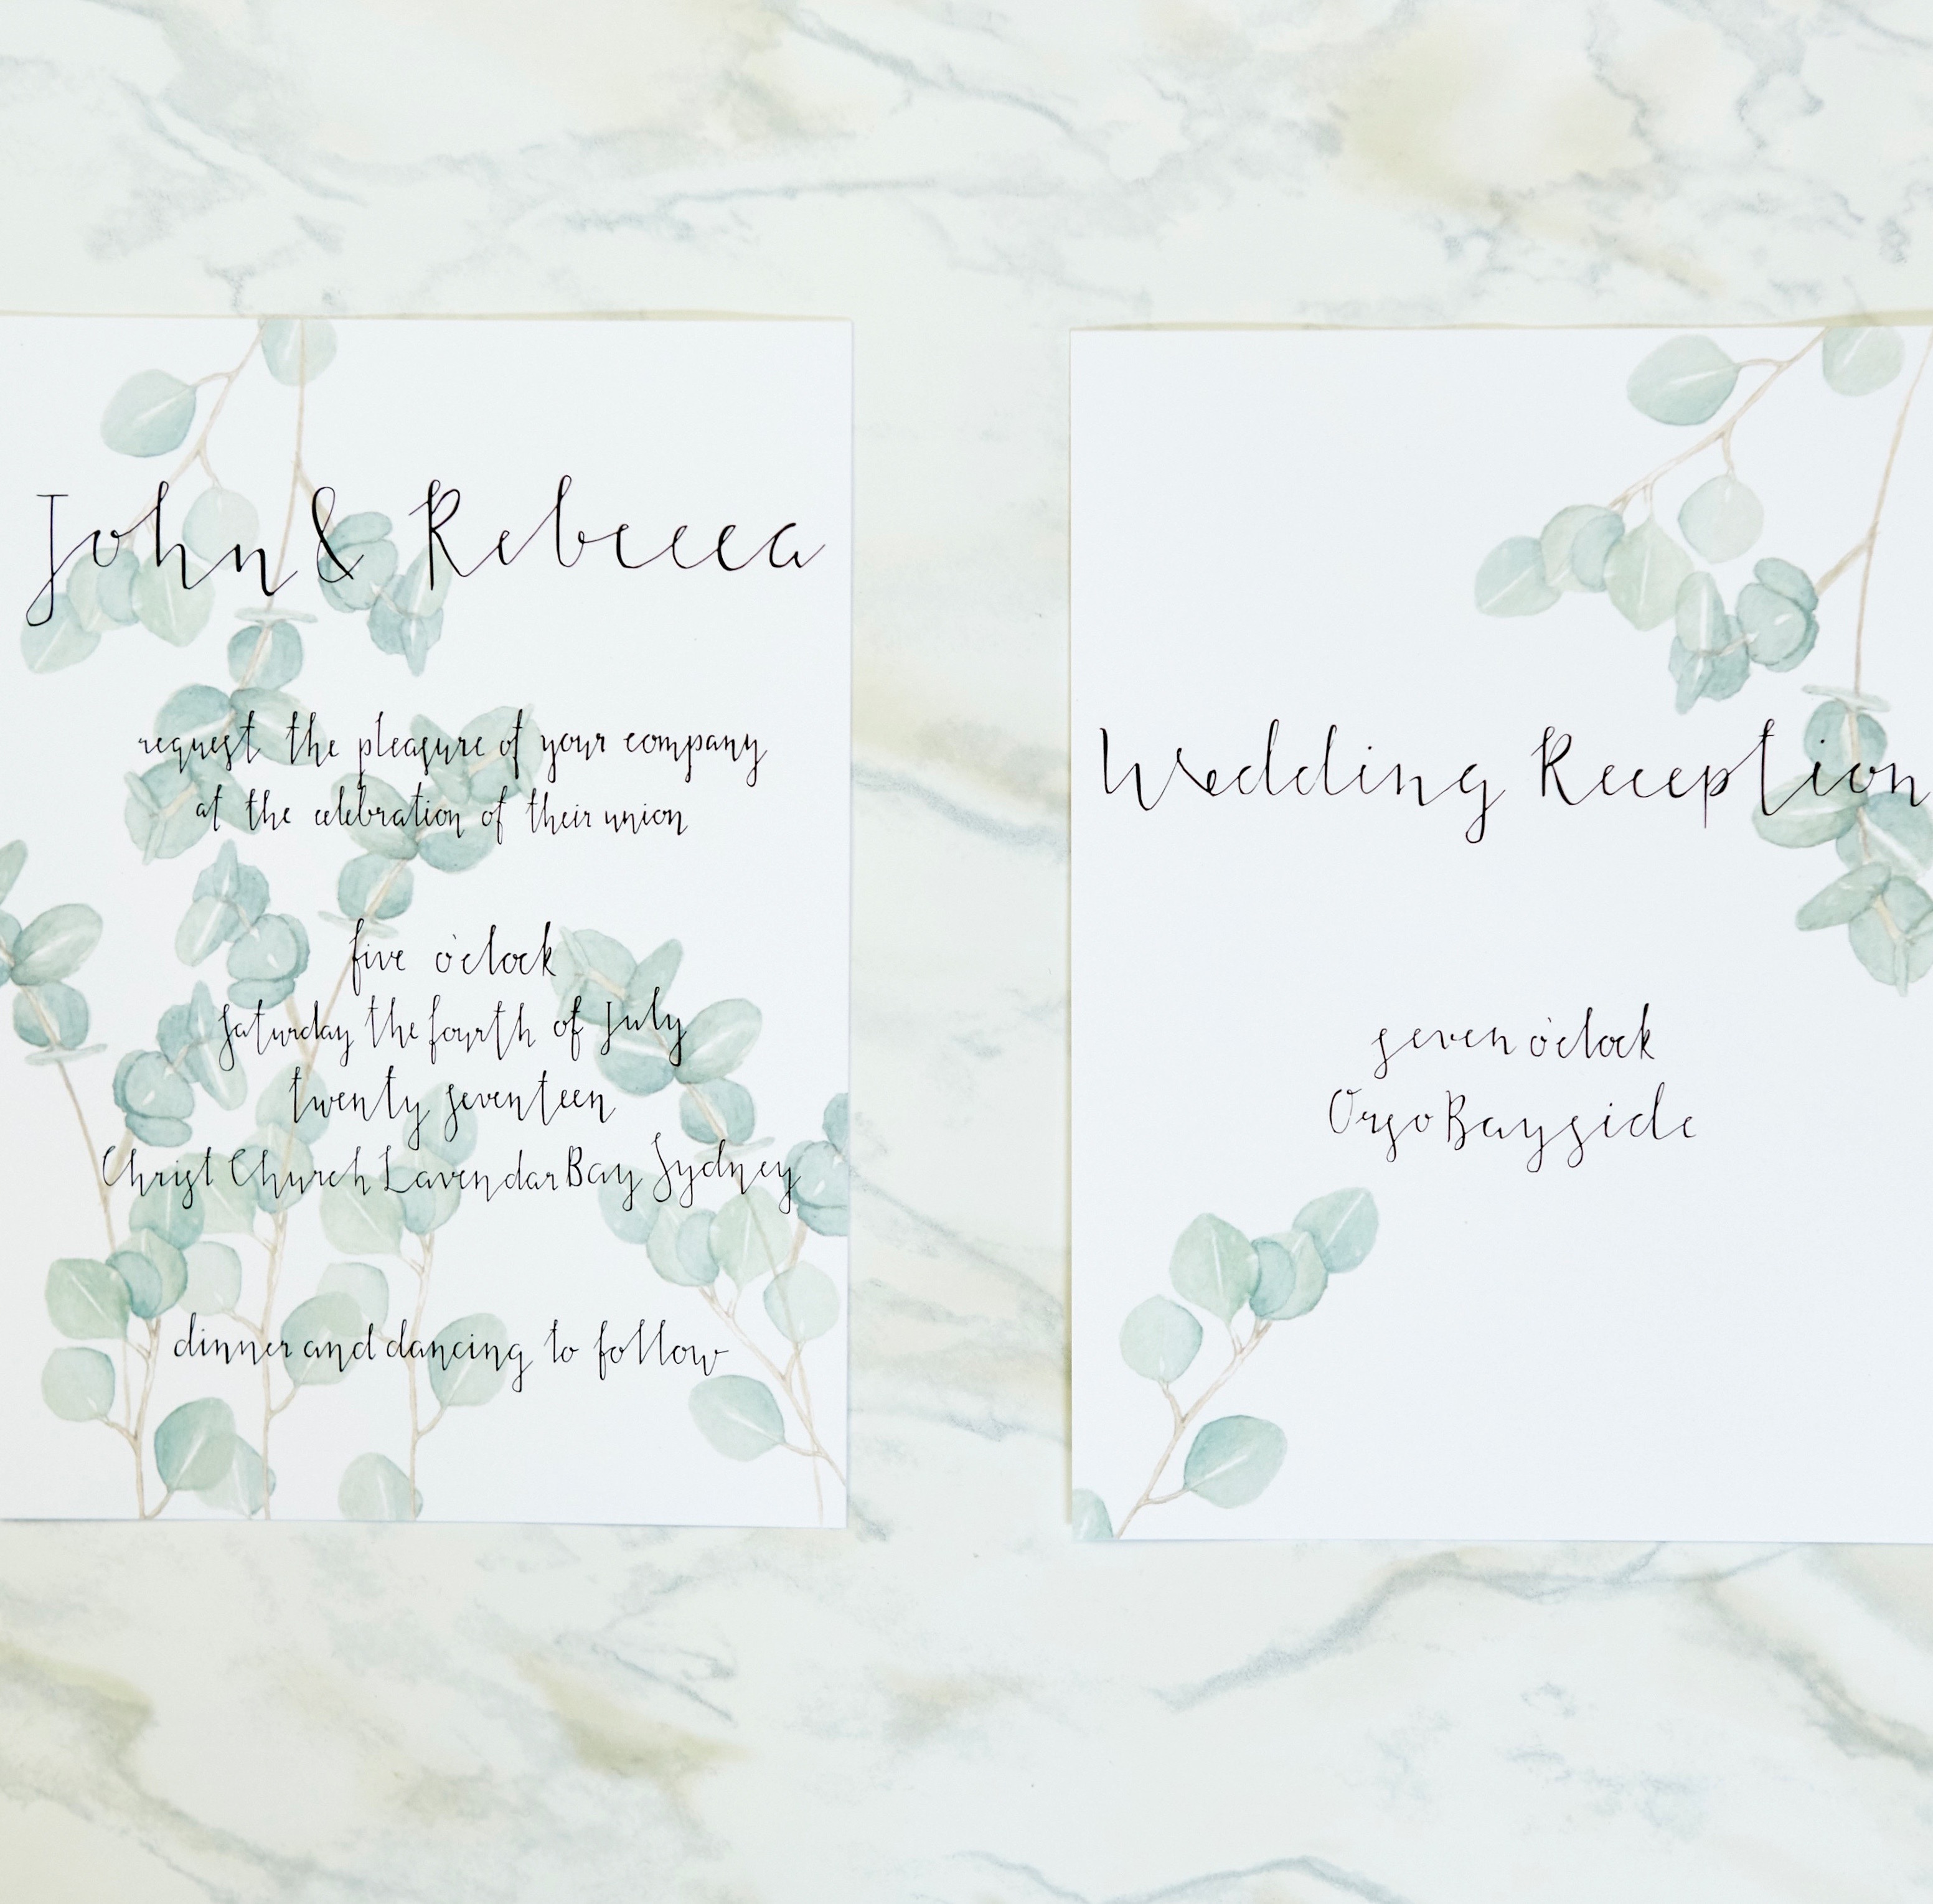 John & Rebecca
request the pleasure of your company
at the celebration of their union
five o'clock
Saturday the fourth of July
twenty seventeen
Christ Church Lavendar Bay Sydney
dinner and dancing to follow
Wedding Reception
seven o'clock
Orso Bayside